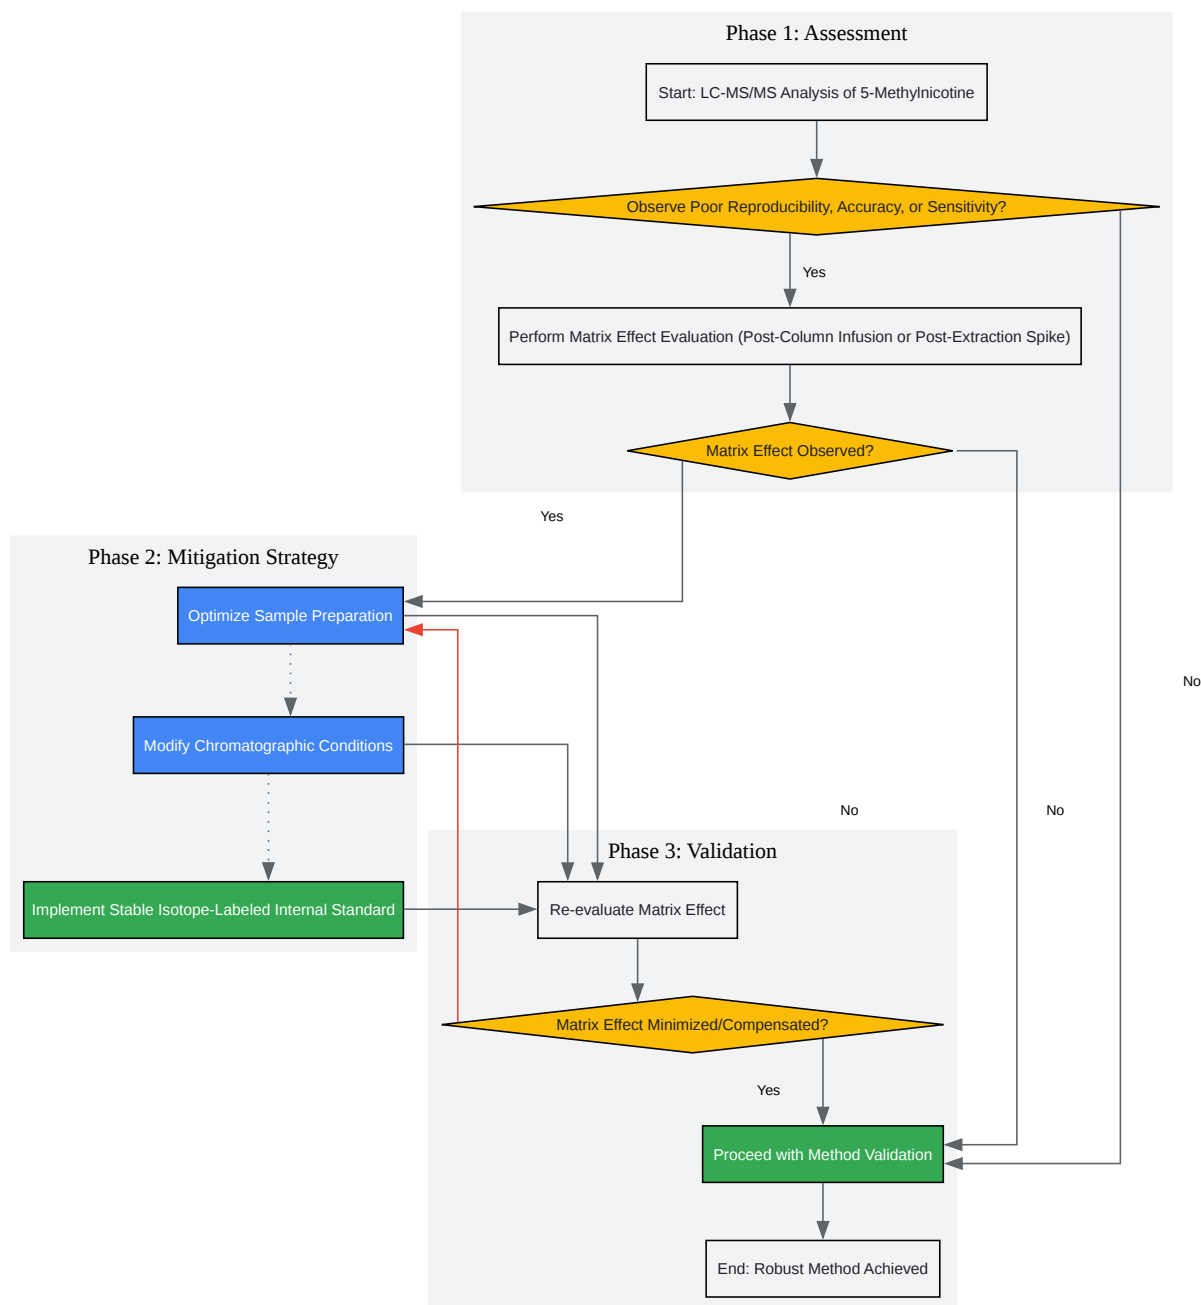 Phase 1: Assessment
Start: LC-MS/MS Analysis of 5-Methylnicotine
Observe Poor Reproducibility, Accuracy, or Sensitivity?
Yes
Perform Matrix Effect Evaluation (Post-Column Infusion or Post-Extraction Spike)
Matrix Effect Observed?
Yes
Phase 2: Mitigation Strategy
Optimize Sample Preparation
No
Modify Chromatographic Conditions
No
No
Phase 3: Validation
Implement Stable Isotope-Labeled Internal Standard
Re-evaluate Matrix Effect
Matrix Effect Minimized/Compensated?
Yes
Proceed with Method Validation
End: Robust Method Achieved